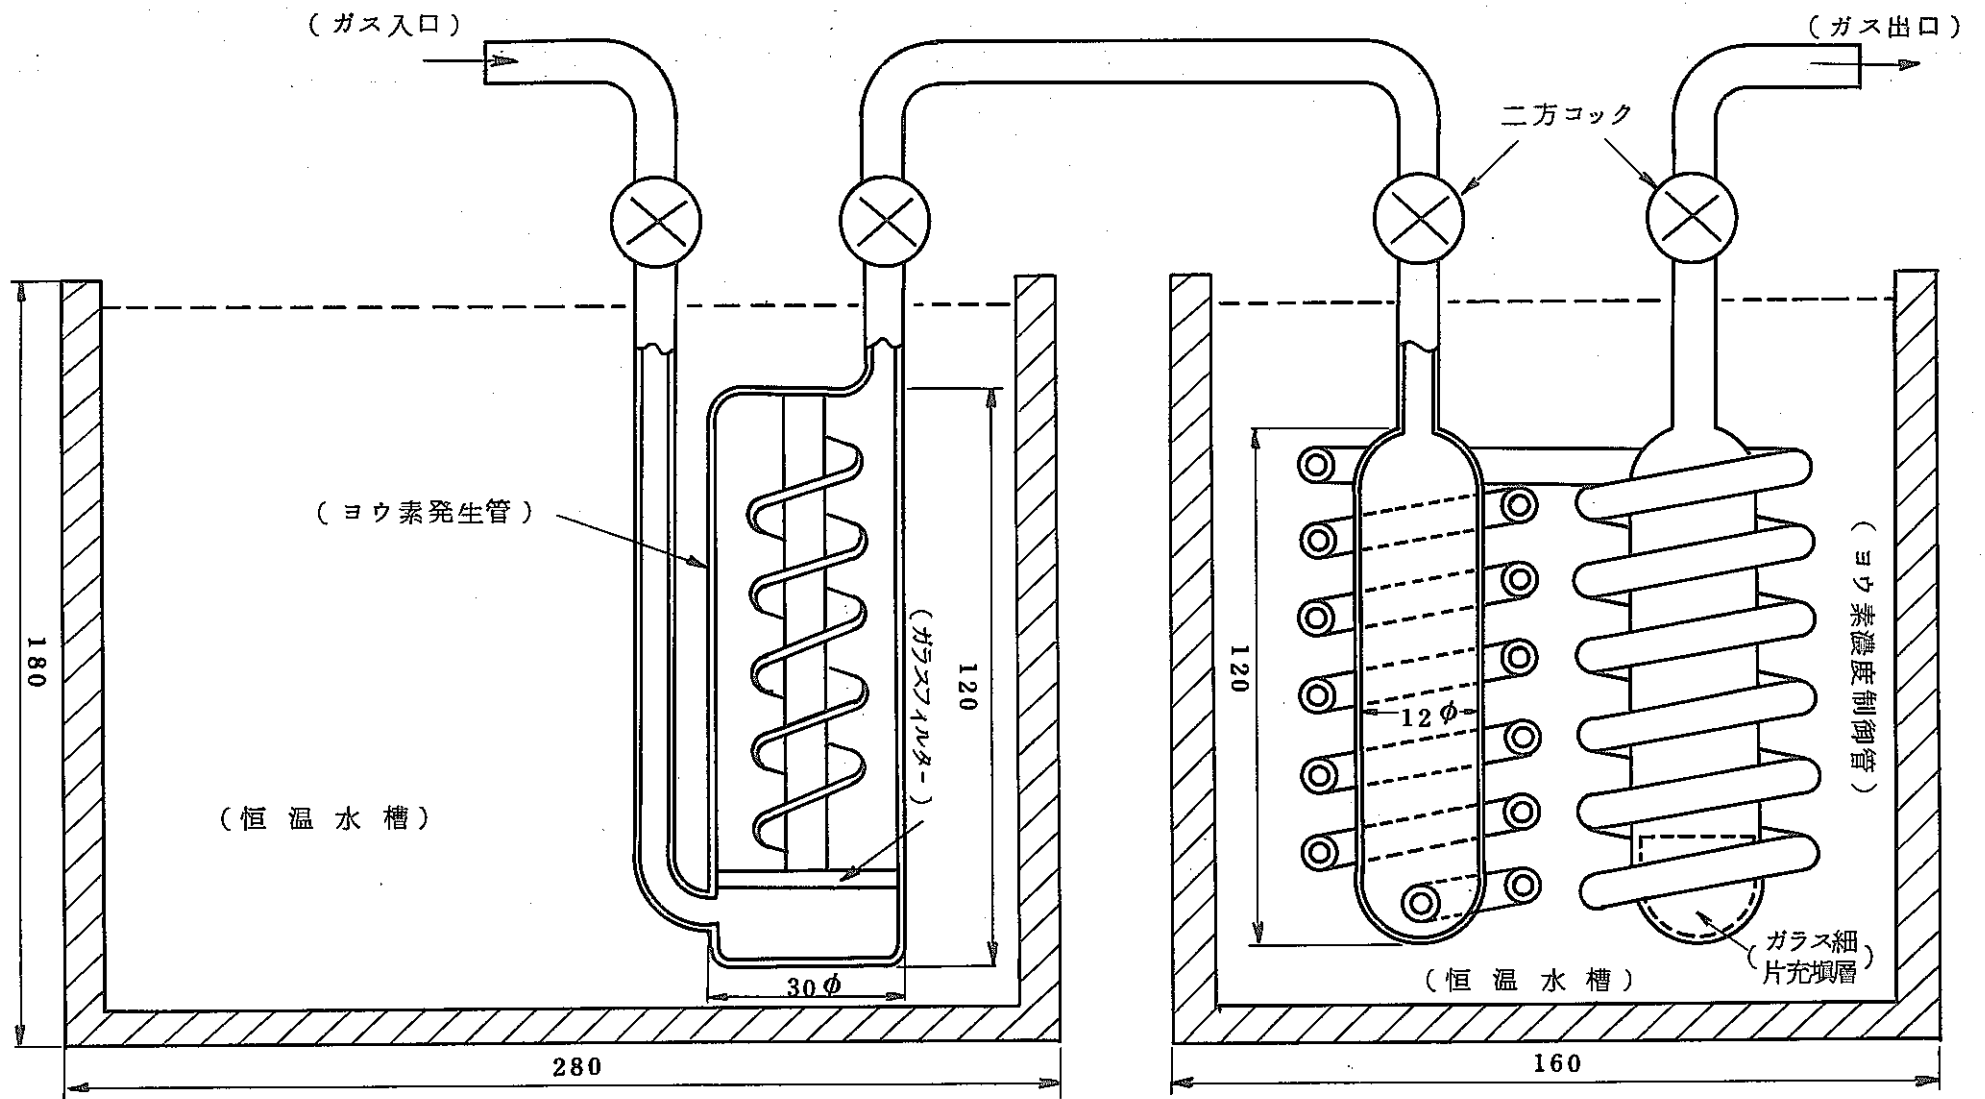 (ガス入口)
(ガス出口)
二方コック
(ヨウ素発生管)
(ガラスフィルター)
120
180
(恒温水槽)
30φ
280
120
12φ
(ヨウ素濃度制御管)
(ガラス細
片充塡層)
(恒温水槽)
160